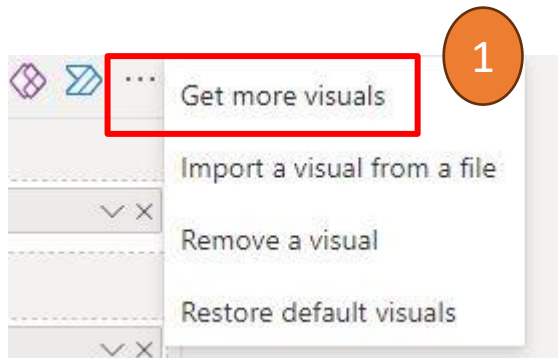 1
Get more visuals
Import a visual from a file
Remove a visual
Restore default visuals